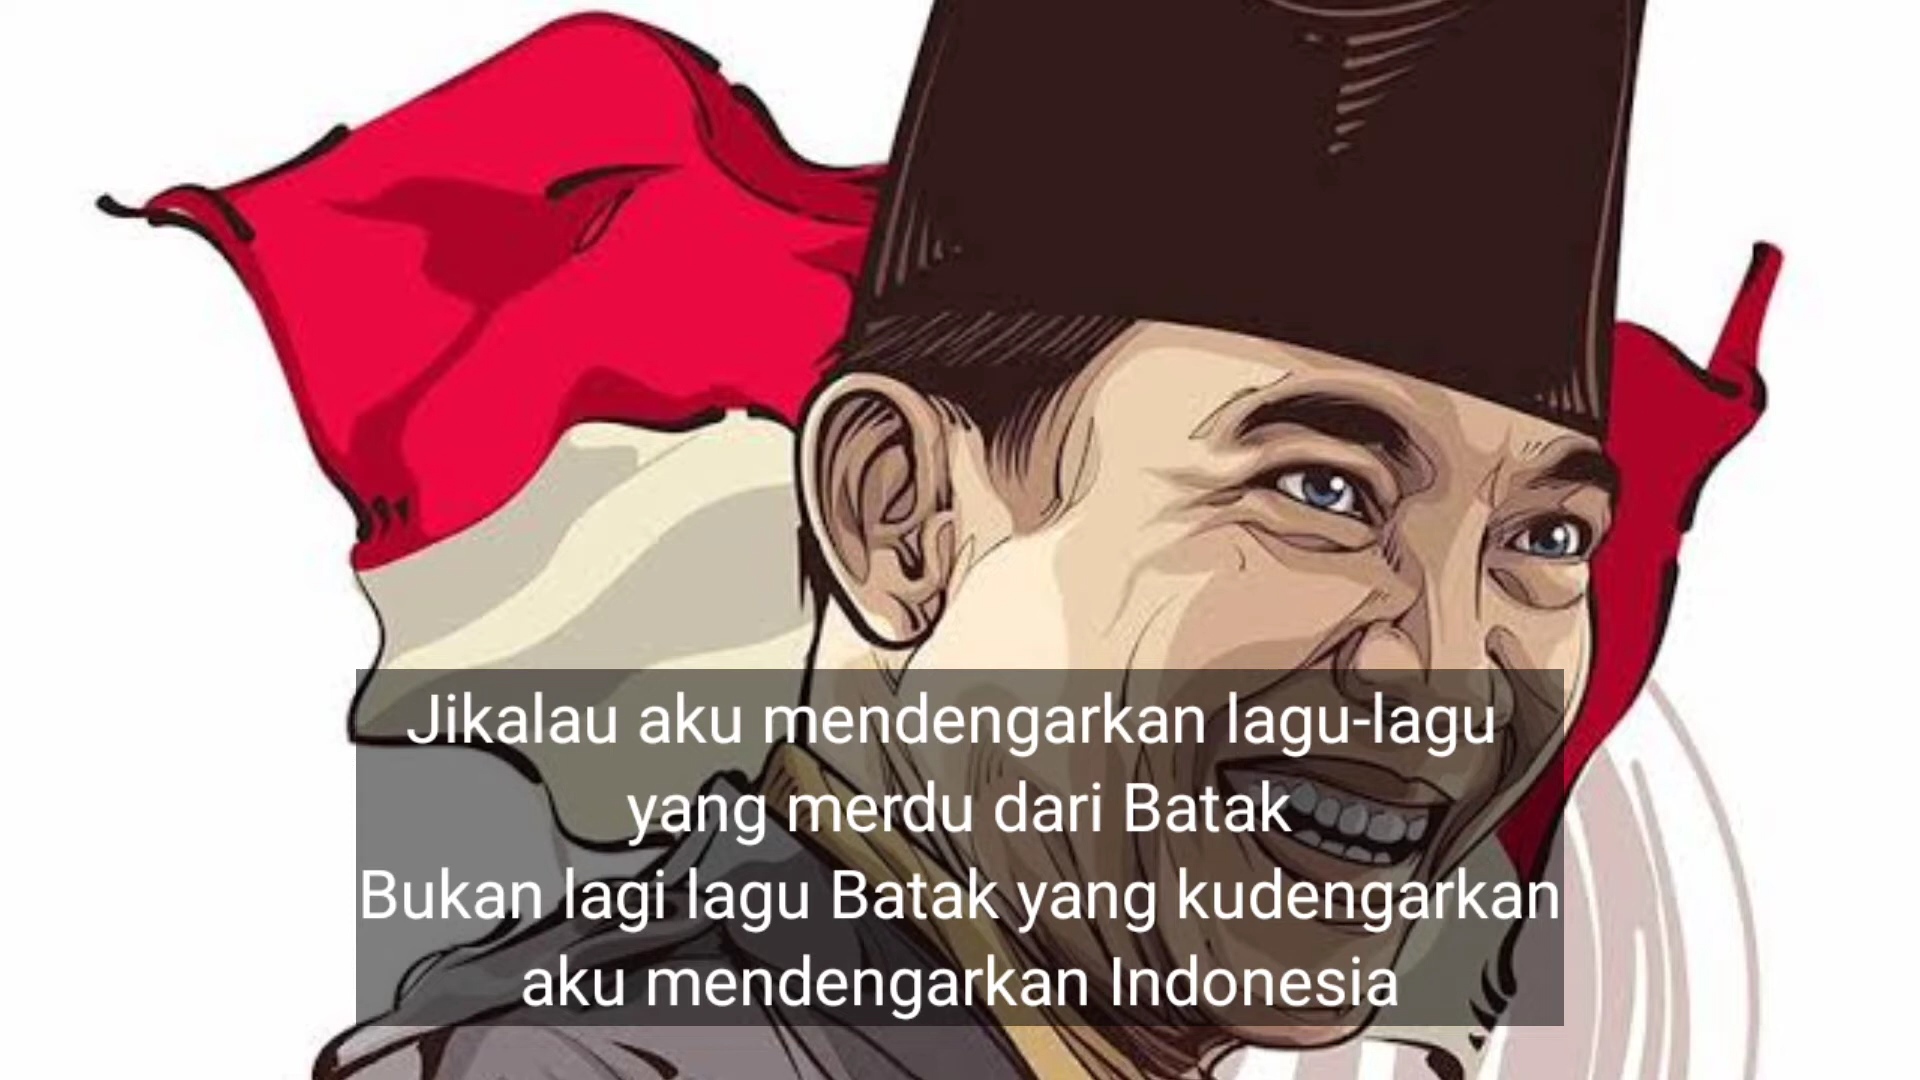 Jikalau aku mendengarkan lagu-lagu
yang merdu dari Batak
Bukan lagi lagu Batak yang kudengarkan
aku mendengarkan Indonesia